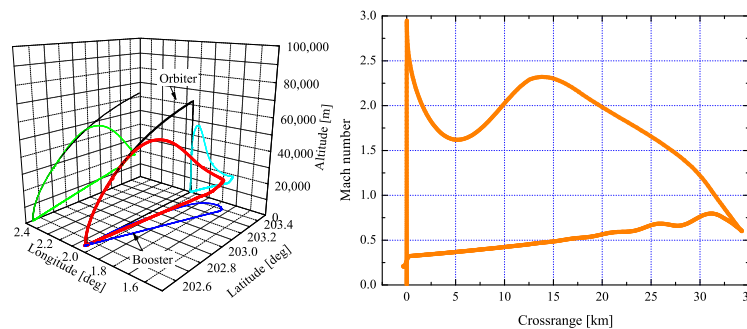 100,000
80,000
60,000
40,000
20,000
0
Altitude [m]
Orbiter
Booster
2.4
2.2
2.0
1.8
1.6
Longitude [deg]
202.6
202.8
203.0
203.2
203.4
Latitude [deg]
3.0
2.5
2.0
1.5
1.0
0.5
0.0
Mach number
0 5 10 15 20 25 30 35
Crossrange [km]